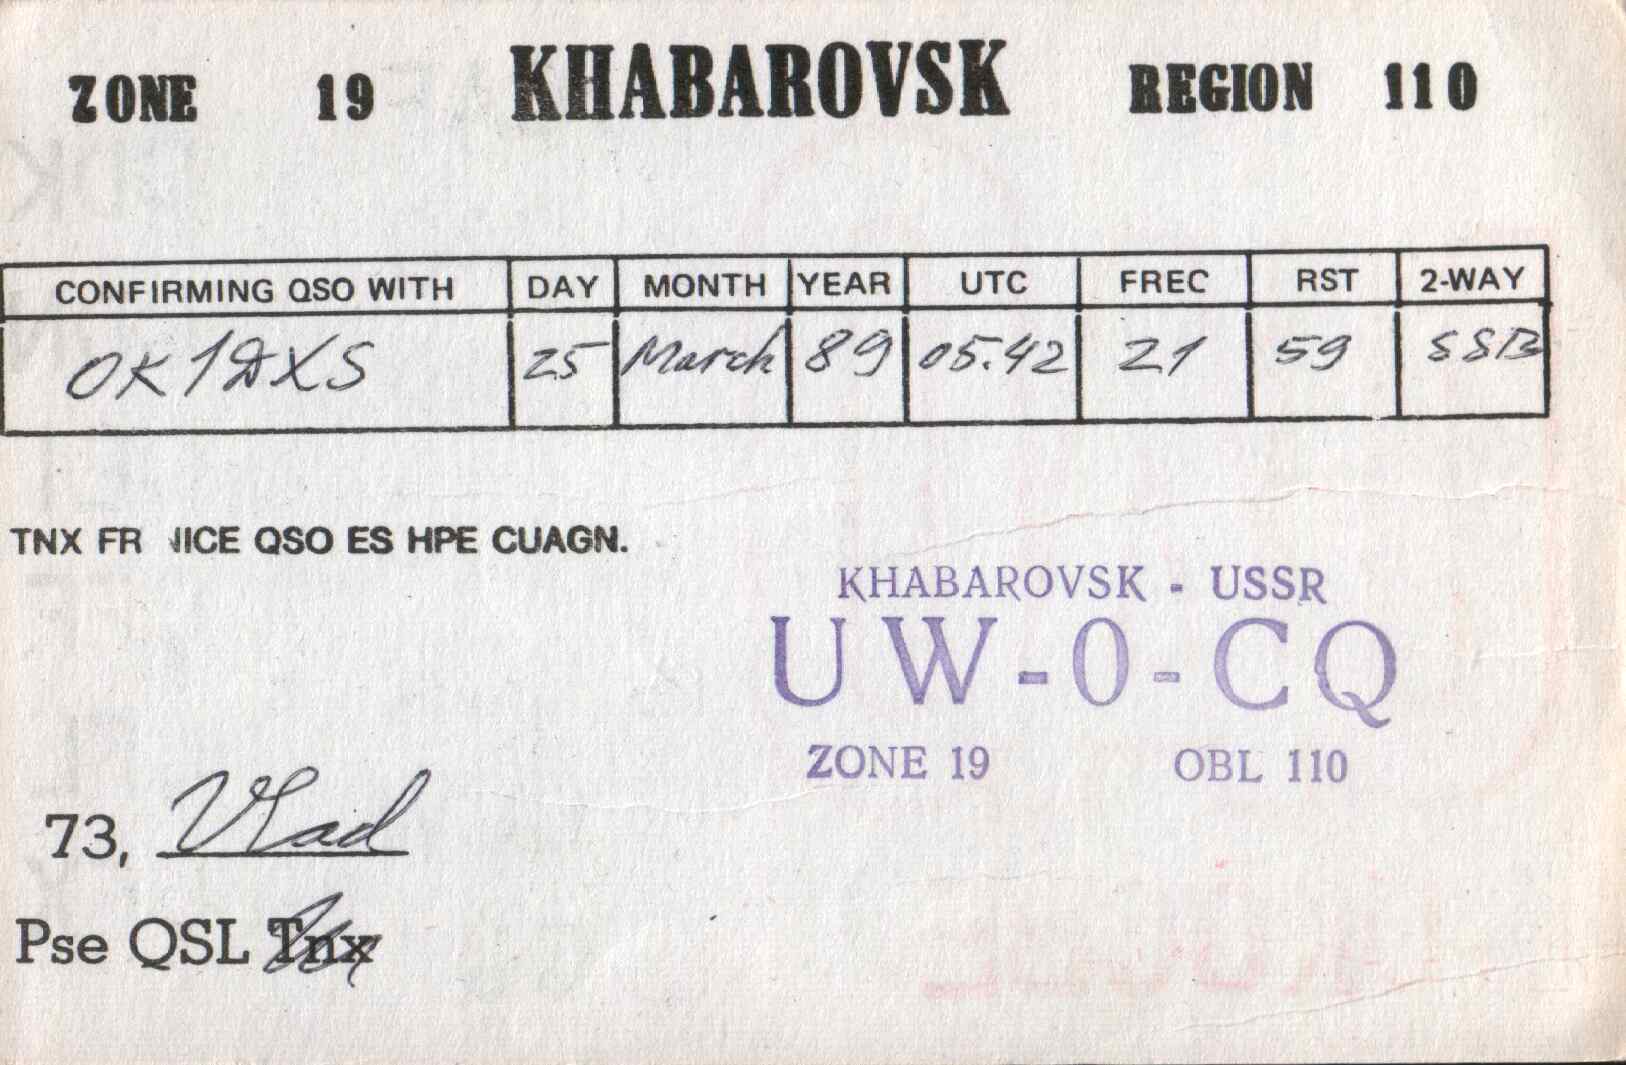 ZONE 19 KHABAROVSK REGION 110
CONFIRMING QSO WITH DAY MONTH YEAR UTC FREC RST 2-WAY
OK1DXS 25 March 89 05.42 21 59 SSB
TNX FR NICE QSO ES HPE CUAGN.
KHABAROVSK - USSR
UW-0-CQ
ZONE 19 OBL 110
73, Vlad
Pse QSL Tnx